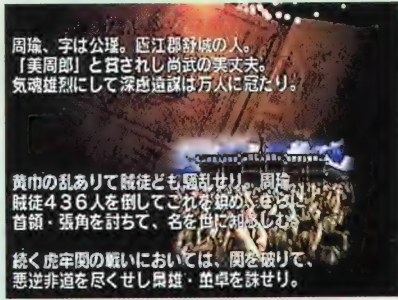 周瑜、字は公瑾。廬江郡舒城の人。
「美周郎」と賞されし尚武の美丈夫。
気魂雄烈にして深慮遠謀は万人に冠たり。
黄巾の乱ありて賊徒ども騒乱せり。周瑜
賊徒436人を倒してこれを鎮め、さらに
首領・張角を討ちて、名を世に知らしむる
続く虎牢関の戦いにおいては、関を破りて、
悪逆非道を尽くせし梟雄・董卓を誅せり。